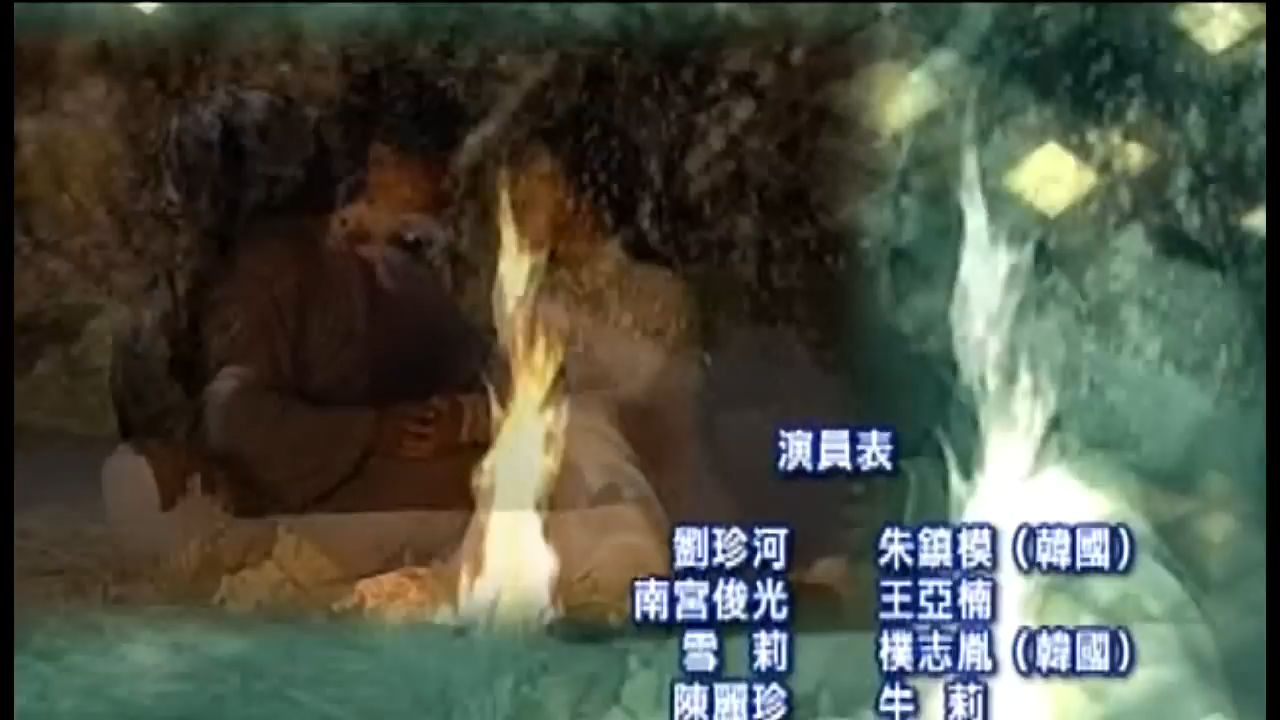 演員表
劉珍河 朱鎮模（韓國）
南宮俊光 王亞楠
雪 莉 樸志胤（韓國）
陳麗珍 牛 莉